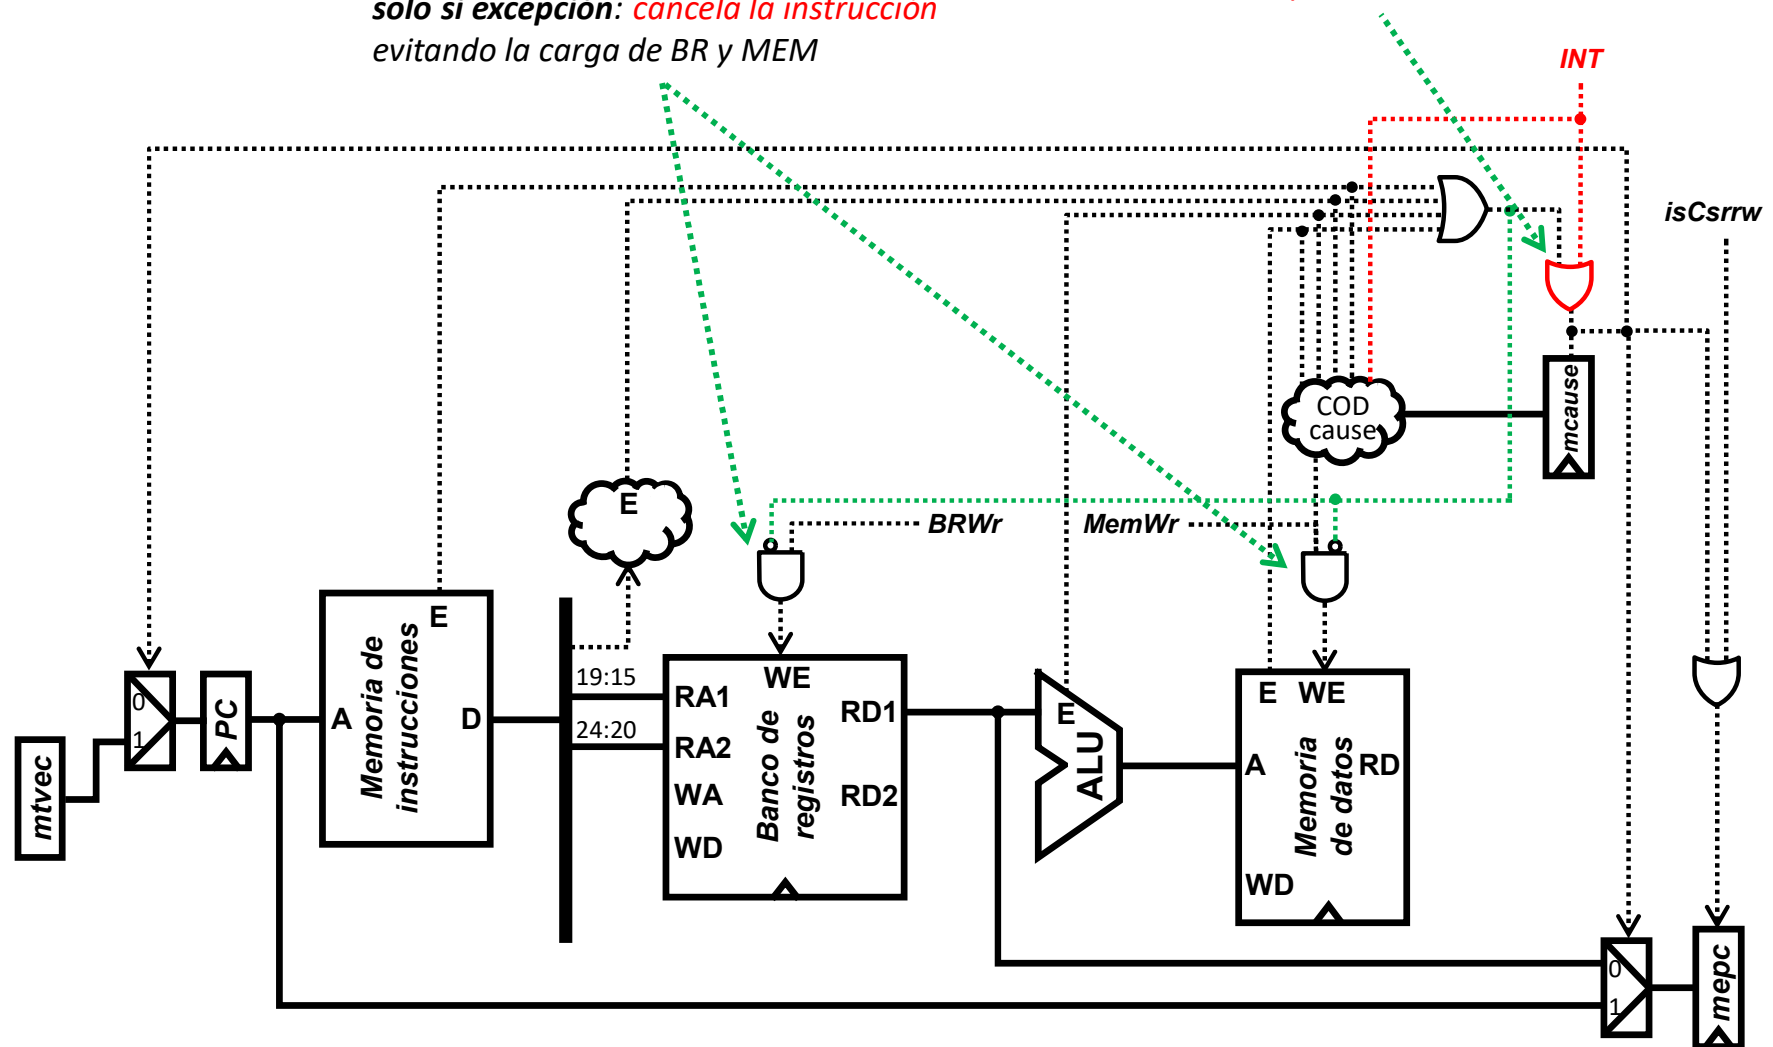 solo si excepción: cancela la instrucción
evitando la carga de BR y MEM
INT
isCsrrw
COD
cause
mcause
E
BRWr
MemWr
E
Memoria de
instrucciones
A
D
19:15
24:20
WE
RA1
RA2
WA
WD
RD1
RD2
Banco de
registros
E
ALU
E WE
A
RD
WD
Memoria
de datos
0
1
PC
mtvec
0
1
mepc